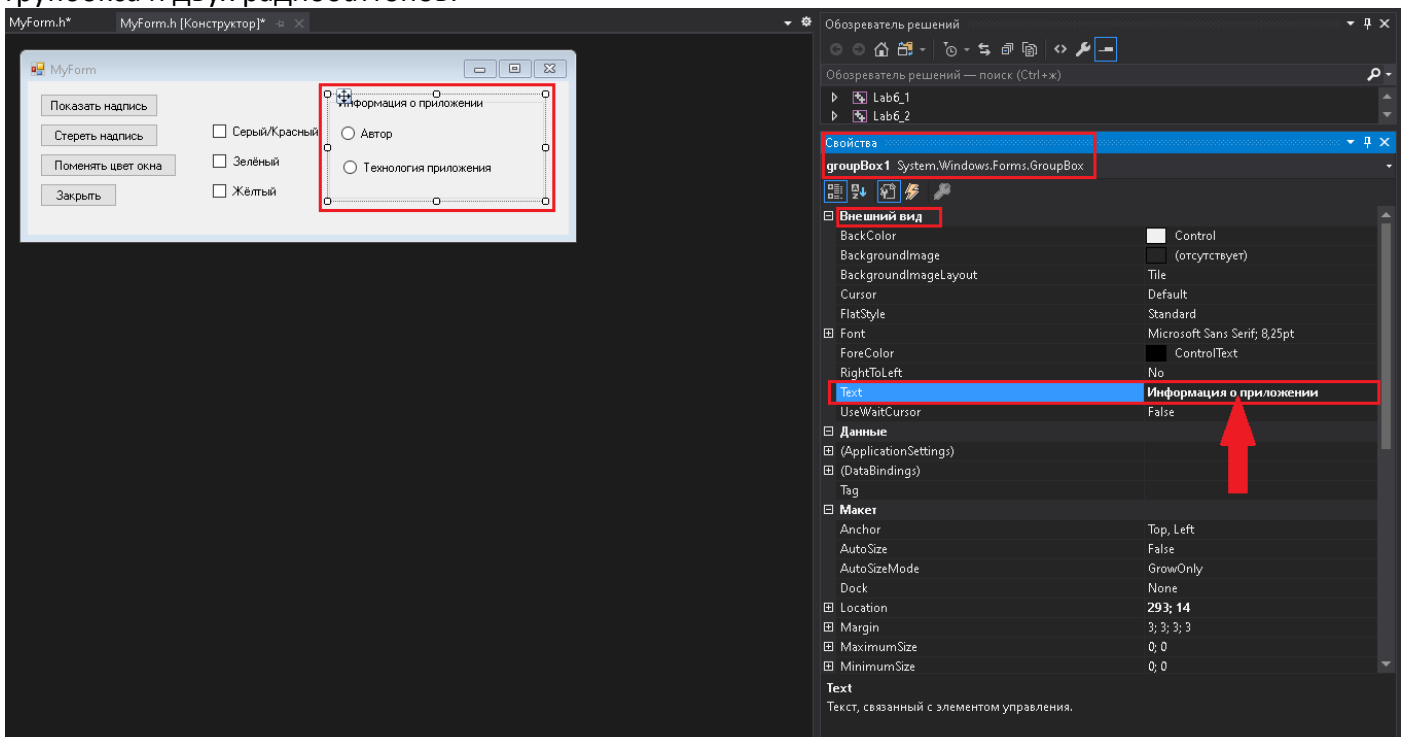 групбокса и двух радиобаттонов.
MyForm.h*
MyForm.h [Конструктор]*
MyForm
Показать надпись
Стереть надпись
Поменять цвет окна
Закрыть
Серый/Красный
Зелёный
Жёлтый
Информация о приложении
Автор
Технология приложения
Обозреватель решений
Обозреватель решений — поиск (Ctrl+ж)
Lab6_1
Lab6_2
Свойства
groupBox1 System.Windows.Forms.GroupBox
Внешний вид
BackColor Control
BackgroundImage (отсутствует)
BackgroundImageLayout Tile
Cursor Default
FlatStyle Standard
Font Microsoft Sans Serif; 8,25pt
ForeColor ControlText
RightToLeft No
Text Информация о приложении
UseWaitCursor False
Данные
(ApplicationSettings)
(DataBindings)
Tag
Макет
Anchor Top, Left
AutoSize False
AutoSizeMode GrowOnly
Dock None
Location 293; 14
Margin 3; 3; 3; 3
MaximumSize 0; 0
MinimumSize 0; 0
Text
Текст, связанный с элементом управления.